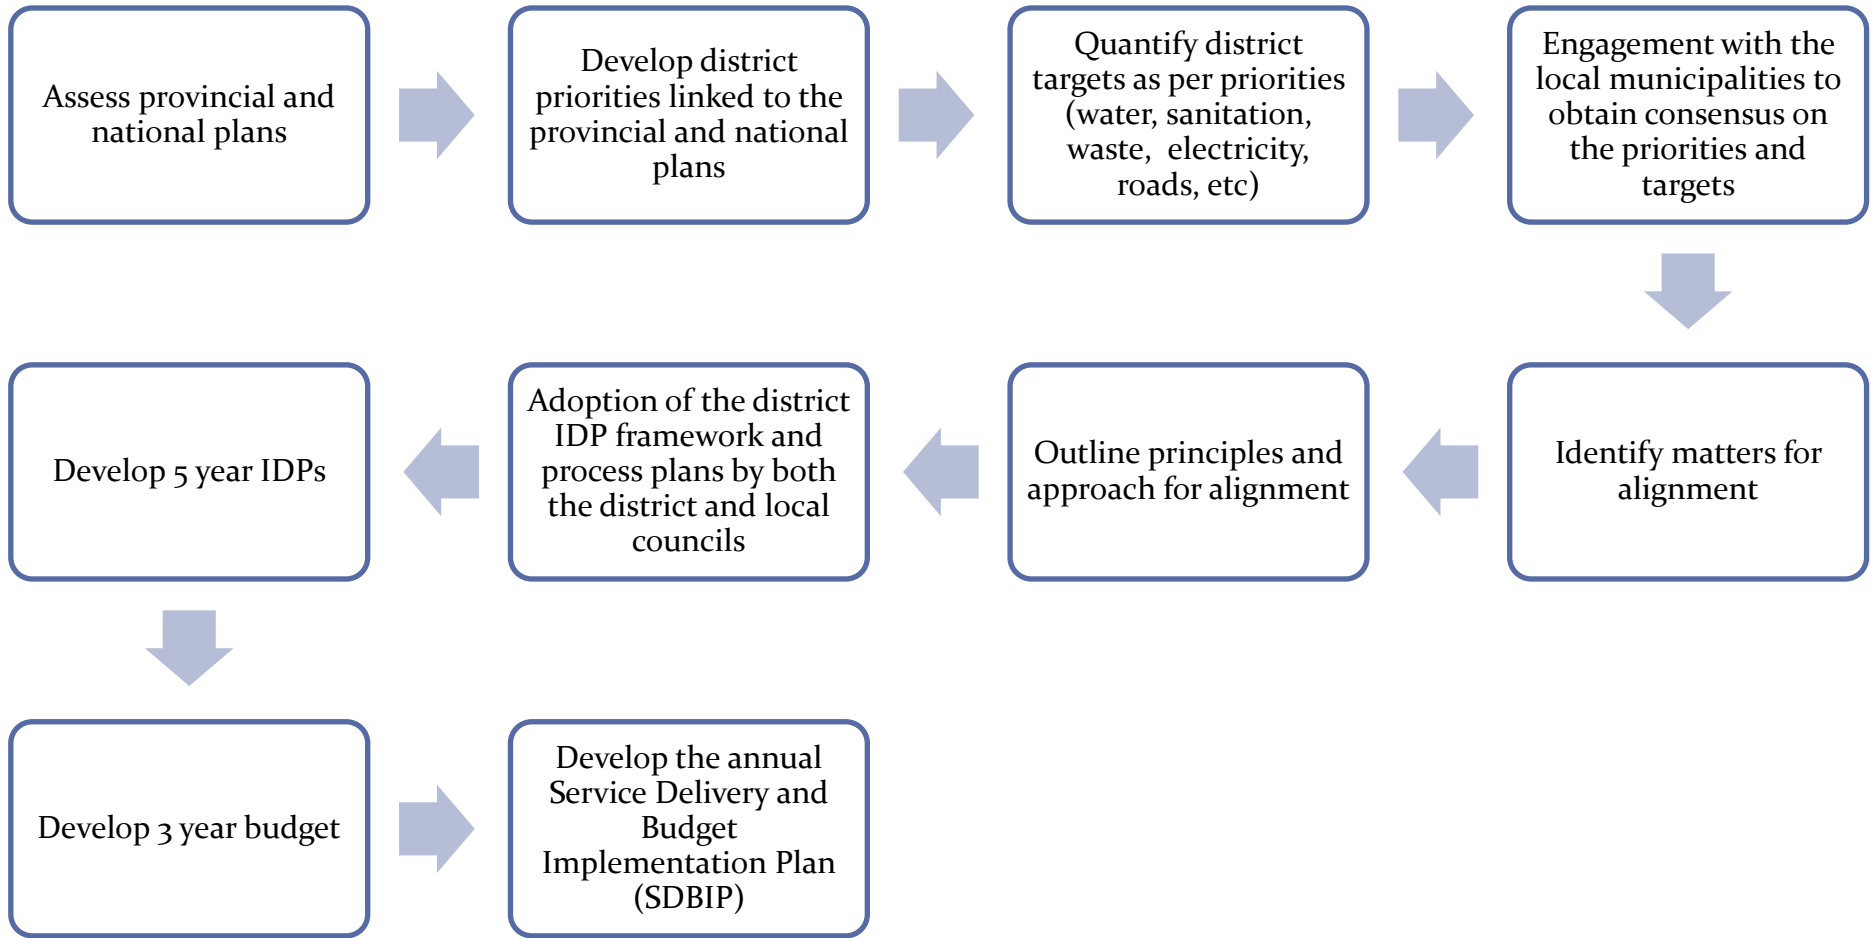 Assess provincial and
national plans
Develop district
priorities linked to the
provincial and national
plans
Quantify district
targets as per priorities
(water, sanitation,
waste,  electricity,
roads, etc)
Engagement with the
local municipalities to
obtain consensus on
the priorities and
targets
Identify matters for
alignment
Outline principles and
approach for alignment
Adoption of the district
IDP framework and
process plans by both
the district and local
councils
Develop 5 year IDPs
Develop 3 year budget
Develop the annual
Service Delivery and
Budget
Implementation Plan
(SDBIP)